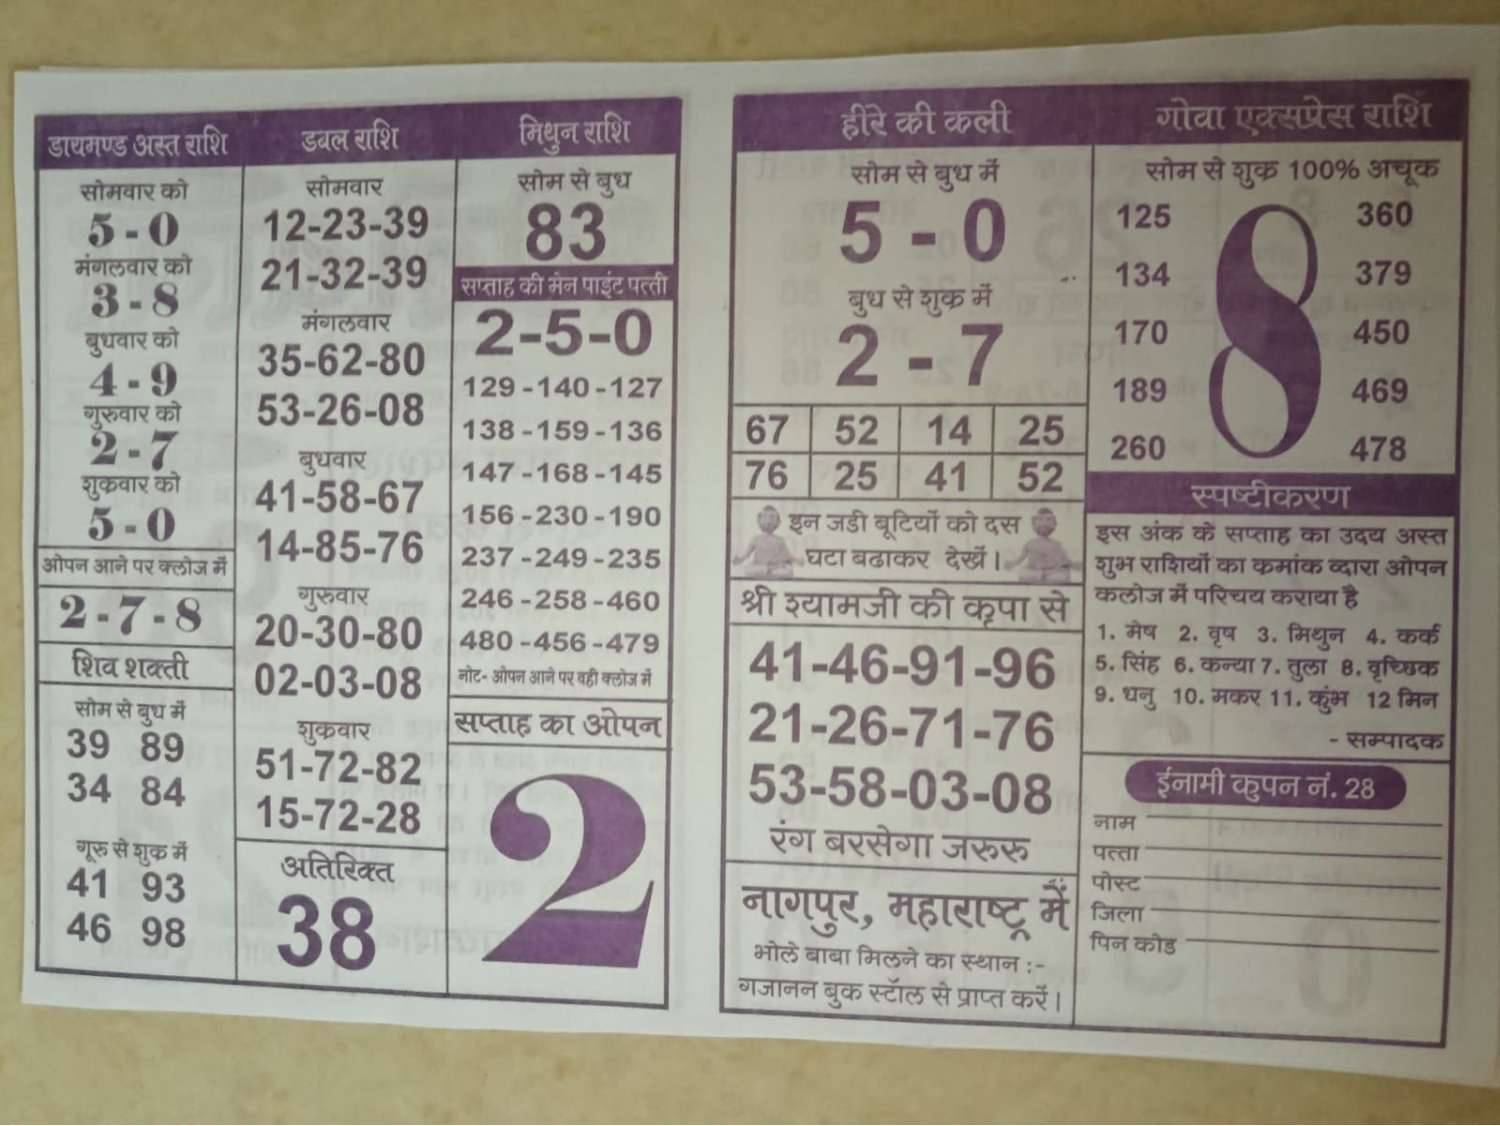 डायमण्ड अस्त राशि
सोमवार को
5 - 0
मंगलवार को
3 - 8
बुधवार को
4 - 9
गुरुवार को
2 - 7
शुक्रवार को
5 - 0
ओपन आने पर क्लोज में
2 - 7 - 8
शिव शक्ती
सोम से बुध में
39 89
34 84
गूरू से शुक्र में
41 93
46 98
डबल राशि
सोमवार
12-23-39
21-32-39
मंगलवार
35-62-80
53-26-08
बुधवार
41-58-67
14-85-76
गुरुवार
20-30-80
02-03-08
शुक्रवार
51-72-82
15-72-28
अतिरिक्त
38
मिथुन राशि
सोम से बुध
83
सप्ताह की मेन पाइंट पत्ती
2-5-0
129 - 140 - 127
138 - 159 - 136
147 - 168 - 145
156 - 230 - 190
237 - 249 - 235
246 - 258 - 460
480 - 456 - 479
नोट- ओपन आने पर वही क्लोज में
सप्ताह का ओपन
2
हीरे की कली
सोम से बुध में
5 - 0
बुध से शुक्र में
2 - 7
67 52 14 25
76 25 41 52
इन जडी बूटियों को दस
घटा बढाकर देखें।
श्री श्यामजी की कृपा से
41-46-91-96
21-26-71-76
53-58-03-08
रंग बरसेगा जरुरु
नागपुर, महाराष्ट्र में
भोले बाबा मिलने का स्थान :-
गजानन बुक स्टॉल से प्राप्त करें।
गोवा एक्सप्रेस राशि
सोम से शुक्र 100% अचूक
125 360
134 379
170 8 450
189 469
260 478
स्पष्टीकरण
इस अंक के सप्ताह का उदय अस्त
शुभ राशियों का क्रमांक व्दारा ओपन
कलोज में परिचय कराया है
1. मेष 2. वृष 3. मिथुन 4. कर्क
5. सिंह 6. कन्या 7. तुला 8. वृच्छिक
9. धनु 10. मकर 11. कुंभ 12 मिन
- सम्पादक
ईनामी कुपन नं. 28
नाम
पत्ता
पोस्ट
जिला
पिन कोड